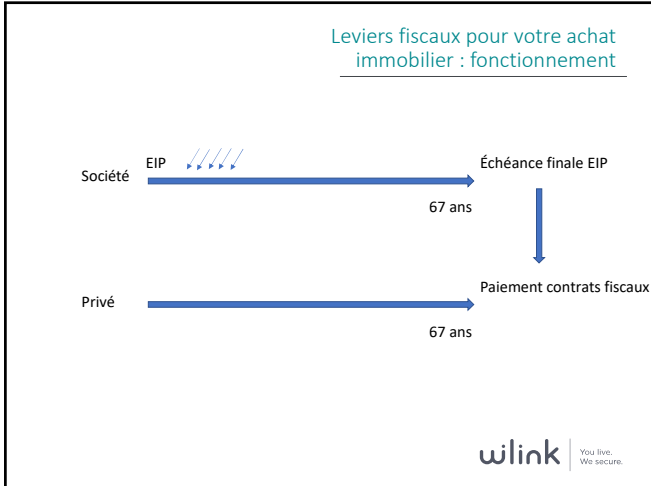 Leviers fiscaux pour votre achat
immobilier : fonctionnement
EIP
Société
Échéance finale EIP
67 ans
Privé
Paiement contrats fiscaux
67 ans
wilink
You live.
We secure.